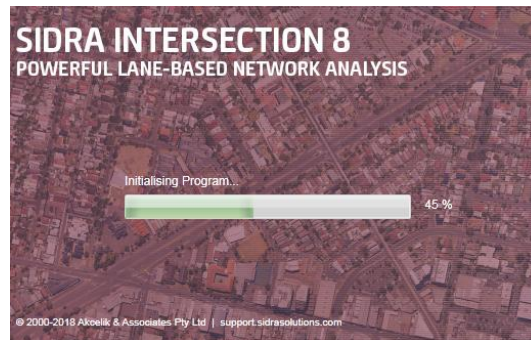 SIDRA INTERSECTION 8
POWERFUL LANE-BASED NETWORK ANALYSIS
Initialising Program...
45 %
© 2000-2018 Akcelik & Associates Pty Ltd | support.sidrasolutions.com